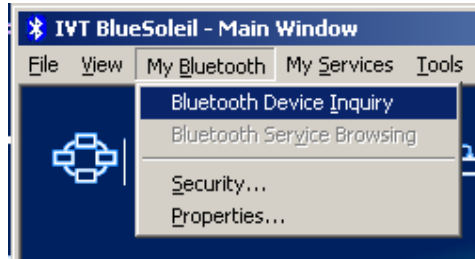 IVT BlueSoleil - Main Window
File View My Bluetooth My Services Tools
Bluetooth Device Inquiry
Bluetooth Service Browsing
Security...
Properties...